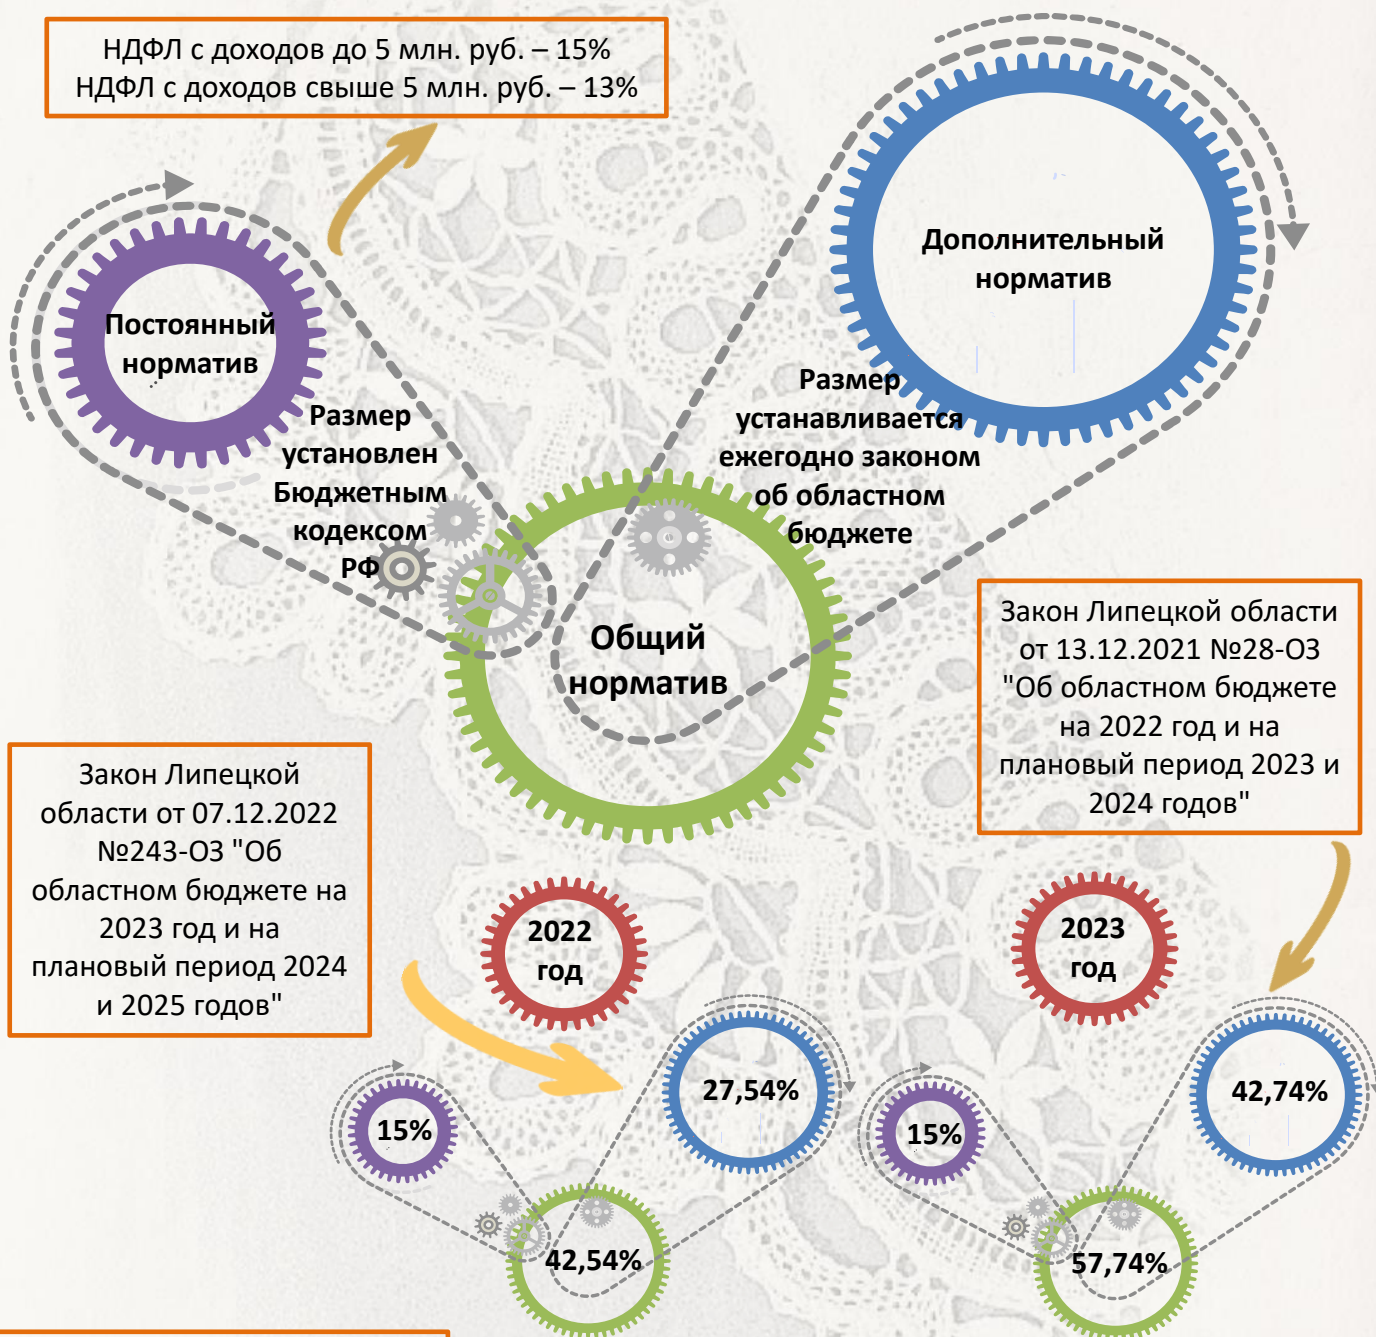 НДФЛ с доходов до 5 млн. руб. – 15%
НДФЛ с доходов свыше 5 млн. руб. – 13%
Постоянный
норматив
Дополнительный
норматив
Размер
установлен
Бюджетным
кодексом
РФ
Размер
устанавливается
ежегодно законом
об областном
бюджете
Общий
норматив
Закон Липецкой области
от 13.12.2021 №28-ОЗ
"Об областном бюджете
на 2022 год и на
плановый период 2023 и
2024 годов"
Закон Липецкой
области от 07.12.2022
№243-ОЗ "Об
областном бюджете на
2023 год и на
плановый период 2024
и 2025 годов"
2022
год
15%
27,54%
42,54%
2023
год
15%
42,74%
57,74%